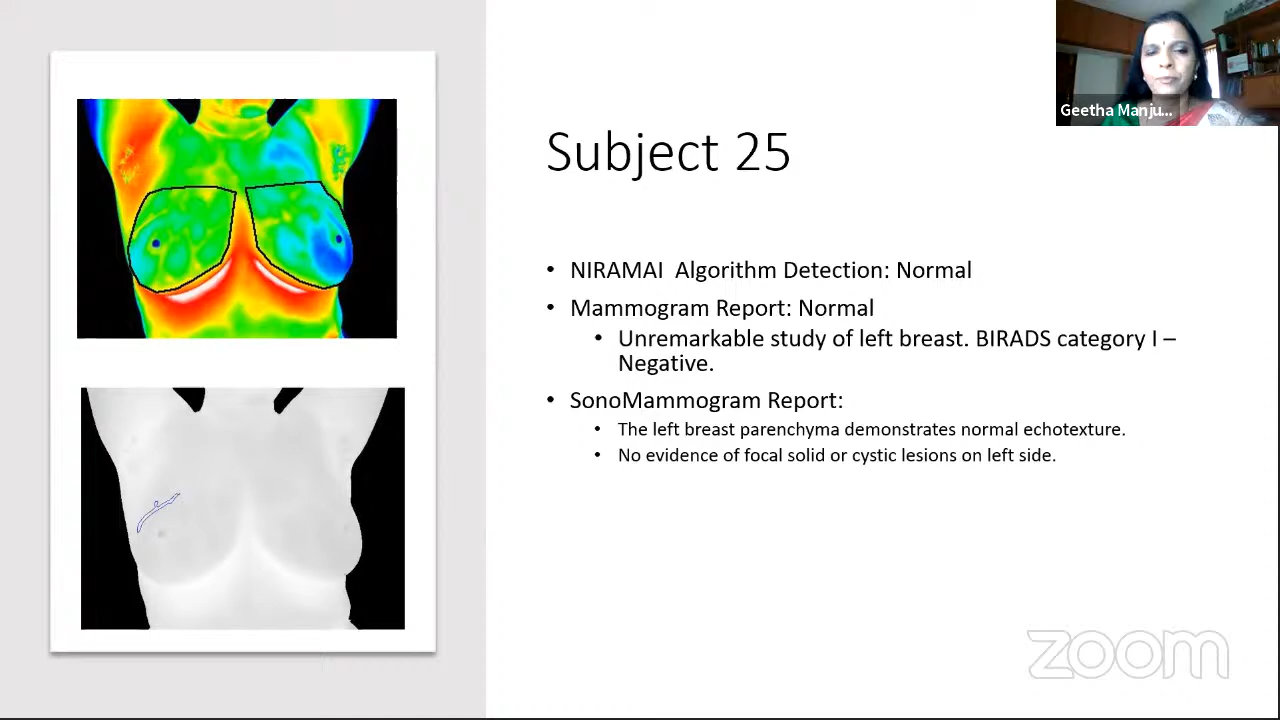 Geetha Manju...
Subject 25
• NIRAMAI Algorithm Detection: Normal
• Mammogram Report: Normal
• Unremarkable study of left breast. BIRADS category I –
Negative.
• SonoMammogram Report:
• The left breast parenchyma demonstrates normal echotexture.
• No evidence of focal solid or cystic lesions on left side.
zoom